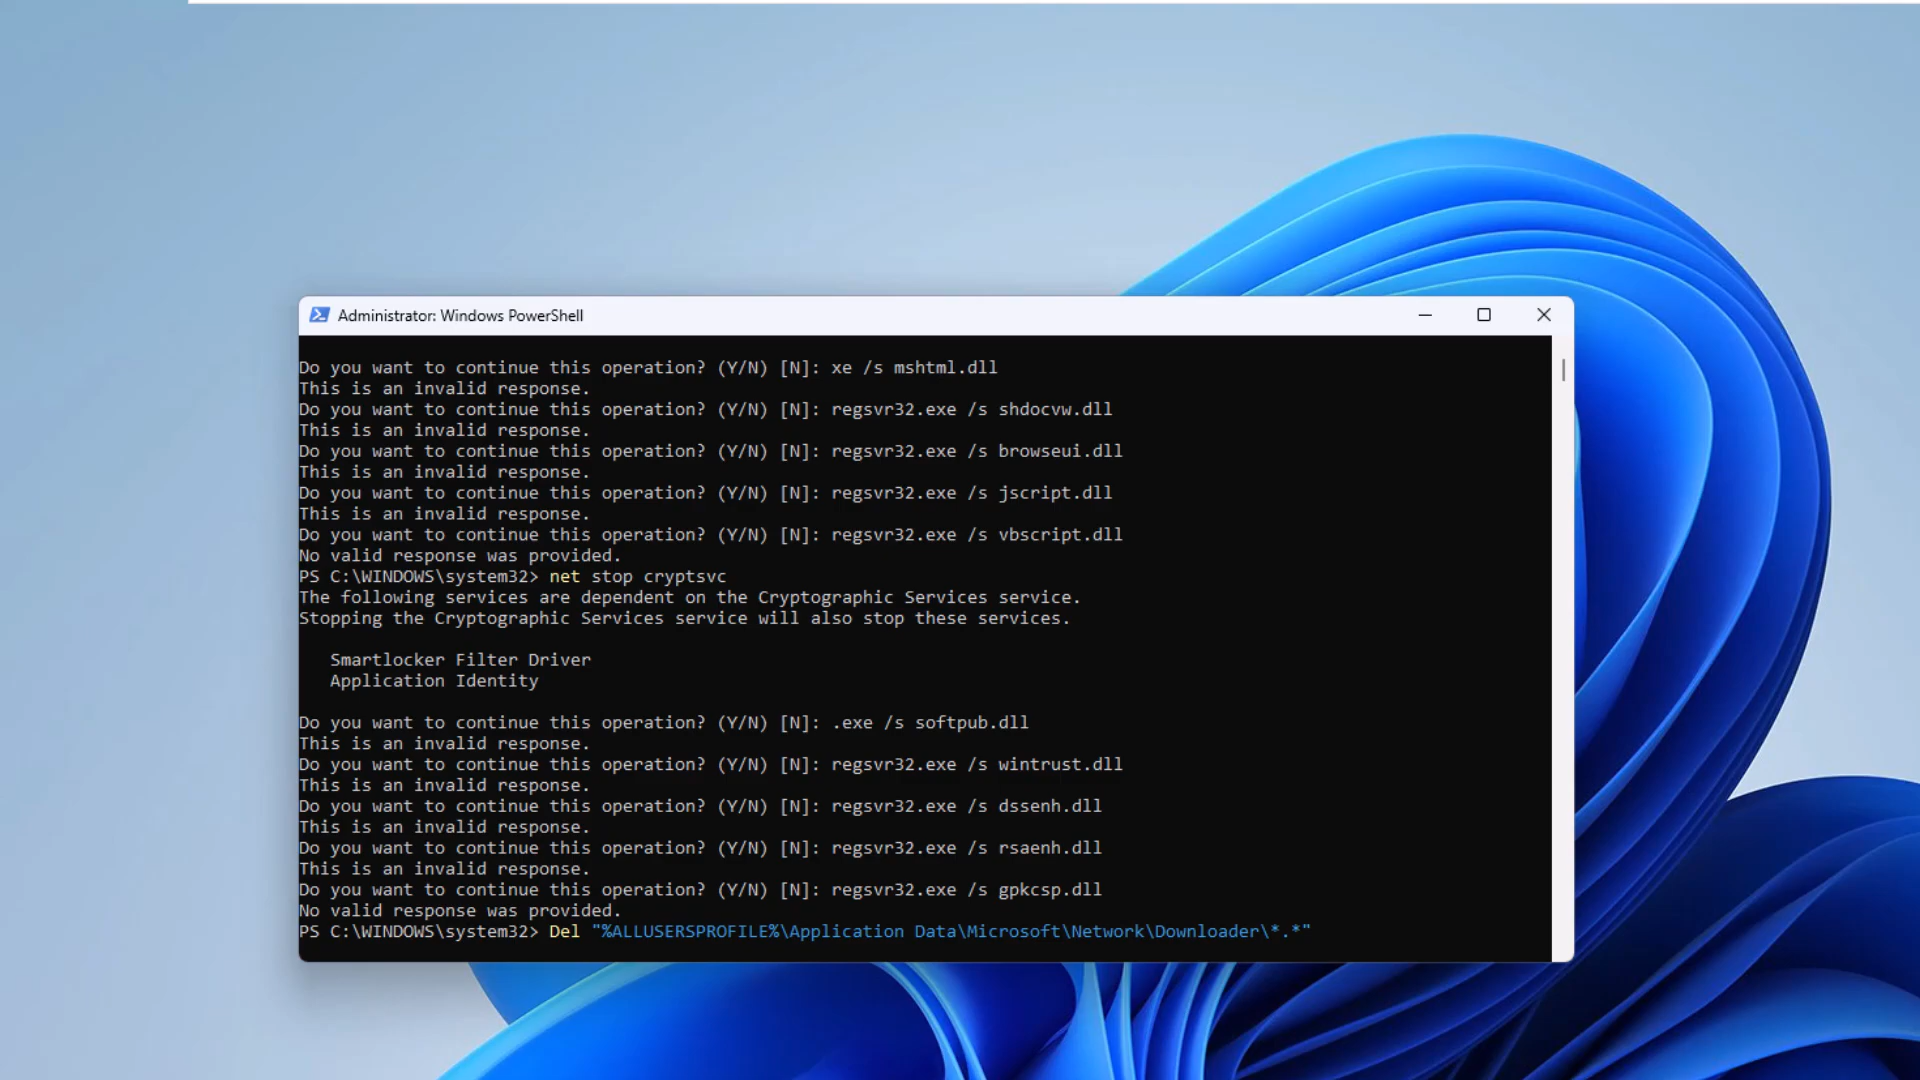 Administrator: Windows PowerShell
Do you want to continue this operation? (Y/N) [N]: xe /s mshtml.dll
This is an invalid response.
Do you want to continue this operation? (Y/N) [N]: regsvr32.exe /s shdocvw.dll
This is an invalid response.
Do you want to continue this operation? (Y/N) [N]: regsvr32.exe /s browseui.dll
This is an invalid response.
Do you want to continue this operation? (Y/N) [N]: regsvr32.exe /s jscript.dll
This is an invalid response.
Do you want to continue this operation? (Y/N) [N]: regsvr32.exe /s vbscript.dll
No valid response was provided.
PS C:\WINDOWS\system32> net stop cryptsvc
The following services are dependent on the Cryptographic Services service.
Stopping the Cryptographic Services service will also stop these services.
Smartlocker Filter Driver
Application Identity
Do you want to continue this operation? (Y/N) [N]: .exe /s softpub.dll
This is an invalid response.
Do you want to continue this operation? (Y/N) [N]: regsvr32.exe /s wintrust.dll
This is an invalid response.
Do you want to continue this operation? (Y/N) [N]: regsvr32.exe /s dssenh.dll
This is an invalid response.
Do you want to continue this operation? (Y/N) [N]: regsvr32.exe /s rsaenh.dll
This is an invalid response.
Do you want to continue this operation? (Y/N) [N]: regsvr32.exe /s gpkcsp.dll
No valid response was provided.
PS C:\WINDOWS\system32> Del "%ALLUSERSPROFILE%\Application Data\Microsoft\Network\Downloader\*.*"